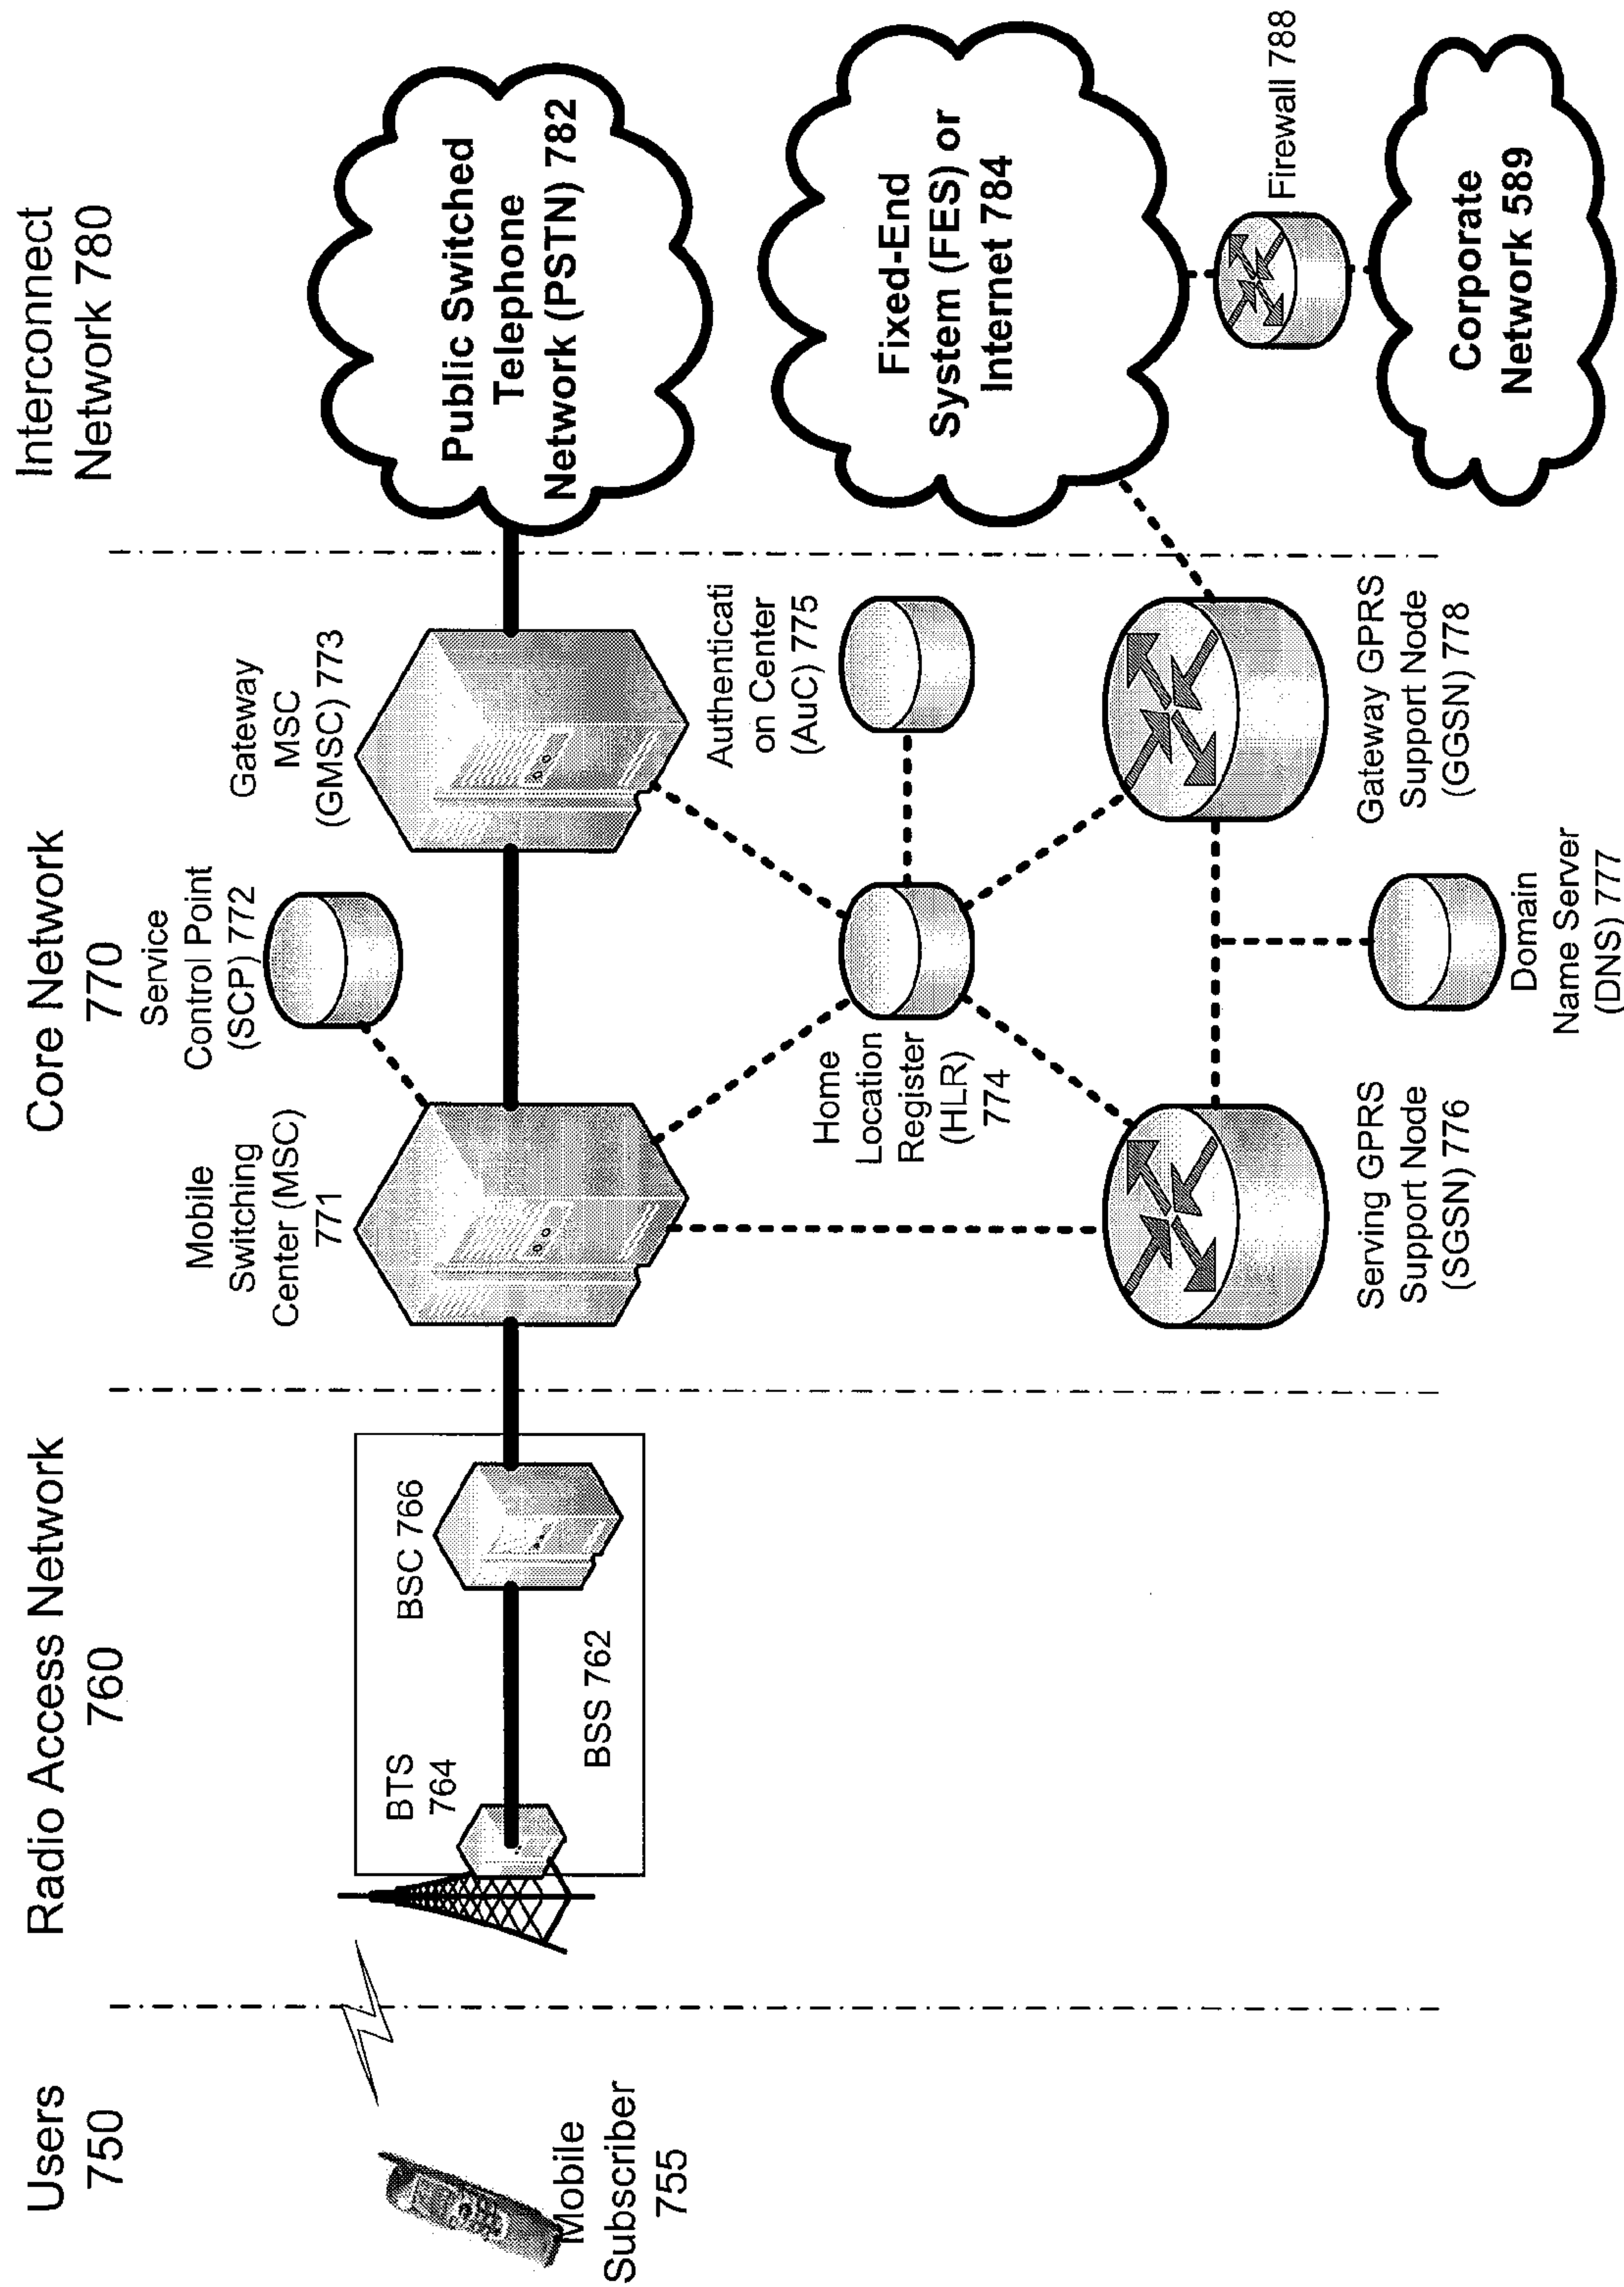 Users
750
Radio Access Network
760
Core Network
770
Interconnect
Network 780
Mobile
Subscriber
755
BTS
764
BSC 766
BSS 762
Mobile
Switching
Center (MSC)
771
Service
Control Point
(SCP) 772
Gateway
MSC
(GMSC) 773
Home
Location
Register
(HLR)
774
Authenticati
on Center
(AuC) 775
Serving GPRS
Support Node
(SGSN) 776
Domain
Name Server
(DNS) 777
Gateway GPRS
Support Node
(GGSN) 778
Public Switched
Telephone
Network (PSTN) 782
Fixed-End
System (FES) or
Internet 784
Firewall 788
Corporate
Network 589